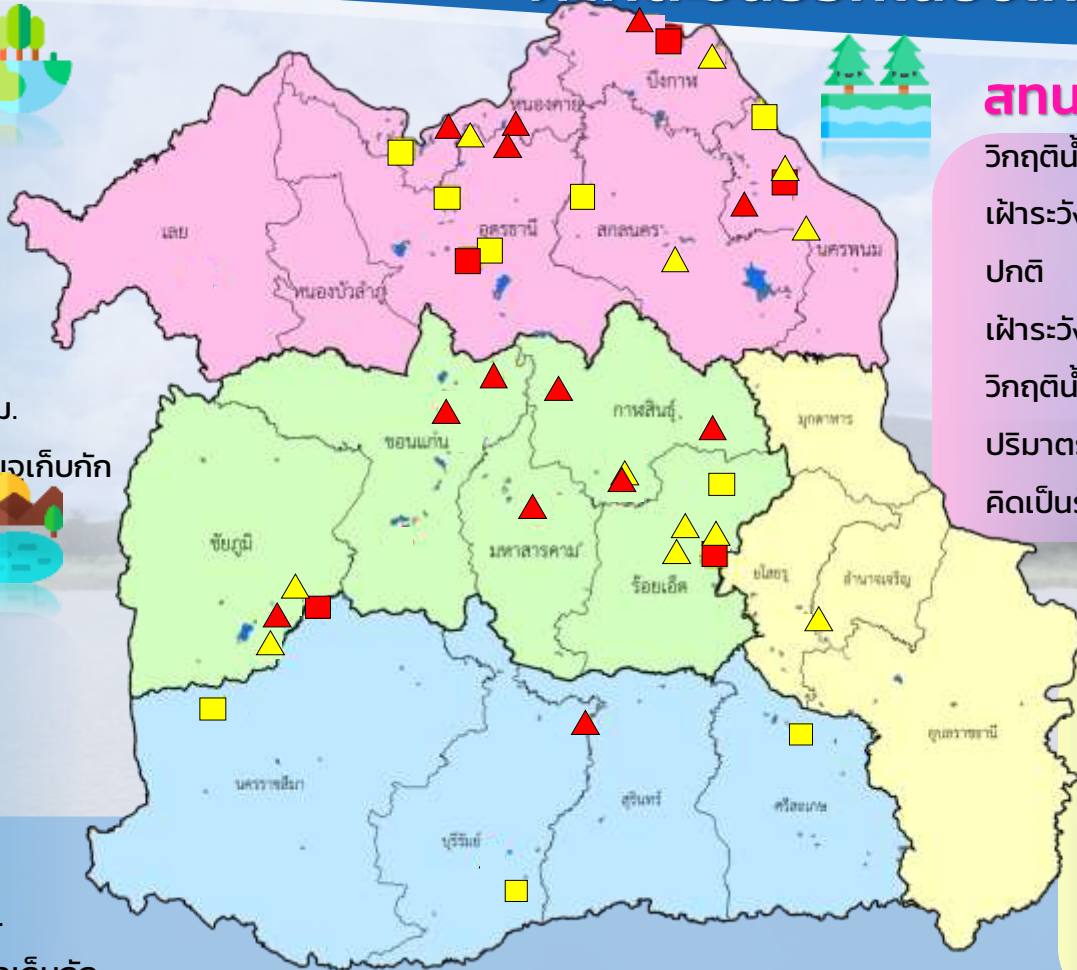 สทน
วิกฤติน้ำ
เฝ้าระวัง
ปกติ
เฝ้าระวัง
วิกฤติน้ำ
ปริมาตร
คิดเป็นร
ม.
จุเก็บกัก
บึงกาฬ
หนองคาย
เลย
อุดรธานี
สกลนคร
นครพนม
หนองบัวลำภู
กาฬสินธุ์
มุกดาหาร
ขอนแก่น
ชัยภูมิ
มหาสารคาม
ร้อยเอ็ด
ยโสธร
อำนาจเจริญ
อุบลราชธานี
นครราชสีมา
สุรินทร์
ศรีสะเกษ
บุรีรัมย์